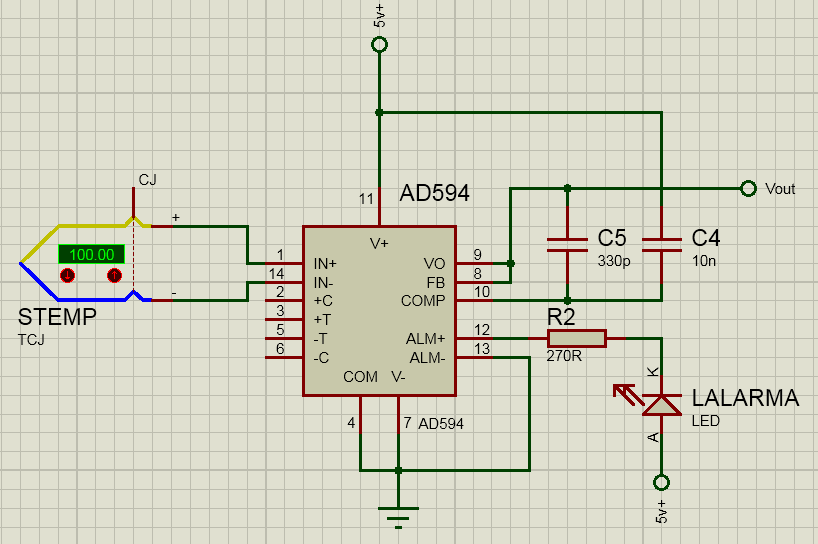 5v+
CJ
+
100.00
-
STEMP
TCJ
AD594
11
V+
1
IN+
14
IN-
2
+C
3
+T
5
-T
6
-C
VO
9
FB
8
COMP
10
ALM+
12
ALM-
13
COM
V-
4
7
AD594
Vout
C5
330p
C4
10n
R2
270R
K
LALARMA
LED
A
5v+